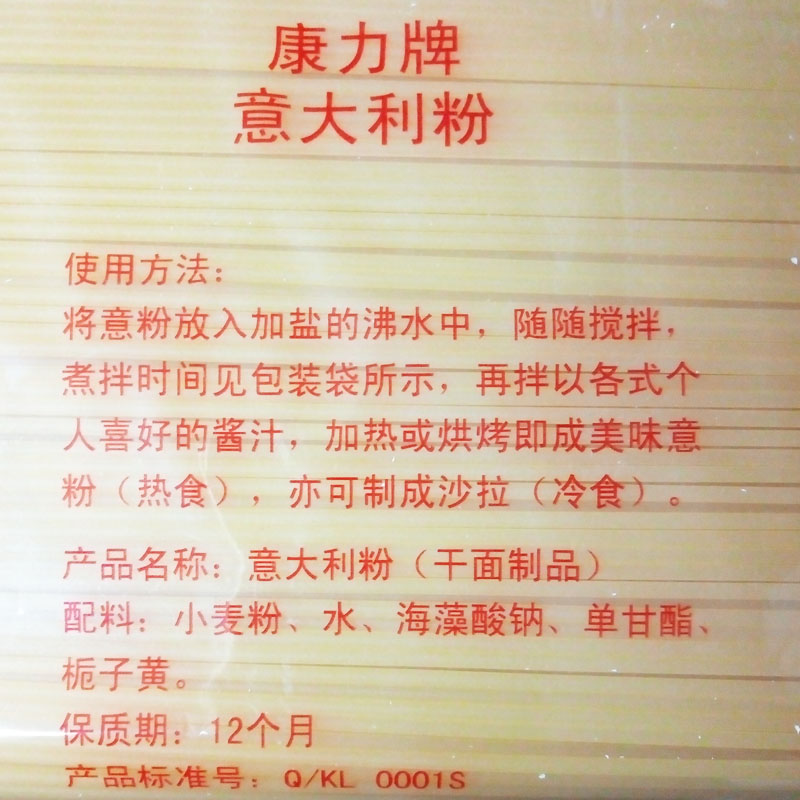 康力牌
意大利粉
使用方法：
将意粉放入加盐的沸水中，随随搅拌，
煮拌时间见包装袋所示，再拌以各式个
人喜好的酱汁，加热或烘烤即成美味意
粉（热食），亦可制成沙拉（冷食）。
产品名称：意大利粉（干面制品）
配料：小麦粉、水、海藻酸钠、单甘酯、
栀子黄。
保质期：12个月
产品标准号：Q/KL 0001S